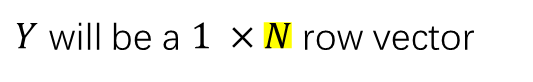 Y will be a 1 × N row vector